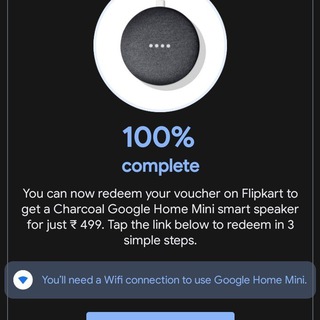 100%
complete
You can now redeem your voucher on Flipkart to
get a Charcoal Google Home Mini smart speaker
for just ₹ 499. Tap the link below to redeem in 3
simple steps.
You'll need a Wifi connection to use Google Home Mini.